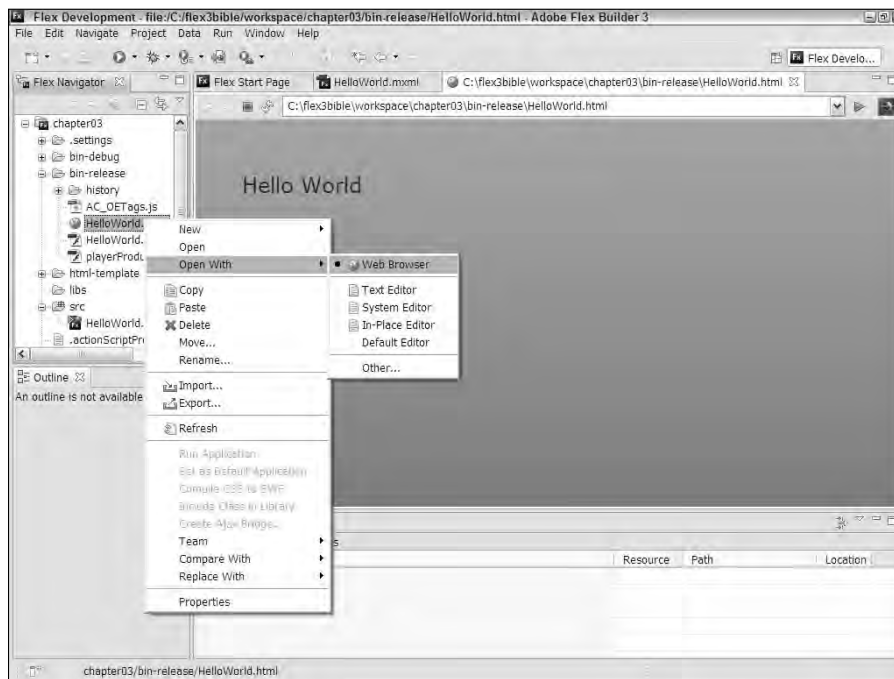 Flex Development - file:/C:/flex3bible/workspace/chapter03/bin-release/HelloWorld.html - Adobe Flex Builder 3
File Edit Navigate Project Data Run Window Help
Flex Develo...
Flex Navigator
Flex Start Page
HelloWorld.mxml
C:\flex3bible\workspace\chapter03\bin-release\HelloWorld.html
C:\flex3bible\workspace\chapter03\bin-release\HelloWorld.html
chapter03
.settings
bin-debug
bin-release
history
AC_OETags.js
HelloWorld.
HelloWorld.
playerProdu
html-template
libs
src
HelloWorld.
.actionScriptPr
Hello World
New
Open
Open With
Copy
Paste
Delete
Move...
Rename...
Import...
Export...
Refresh
Run Application
Set as Default Application
Compile CSS to SWF
Include Class in Library
Create Ajax Bridge...
Team
Compare With
Replace With
Properties
Web Browser
Text Editor
System Editor
In-Place Editor
Default Editor
Other...
Outline
An outline is not available
s
Resource Path Location
chapter03/bin-release/HelloWorld.html